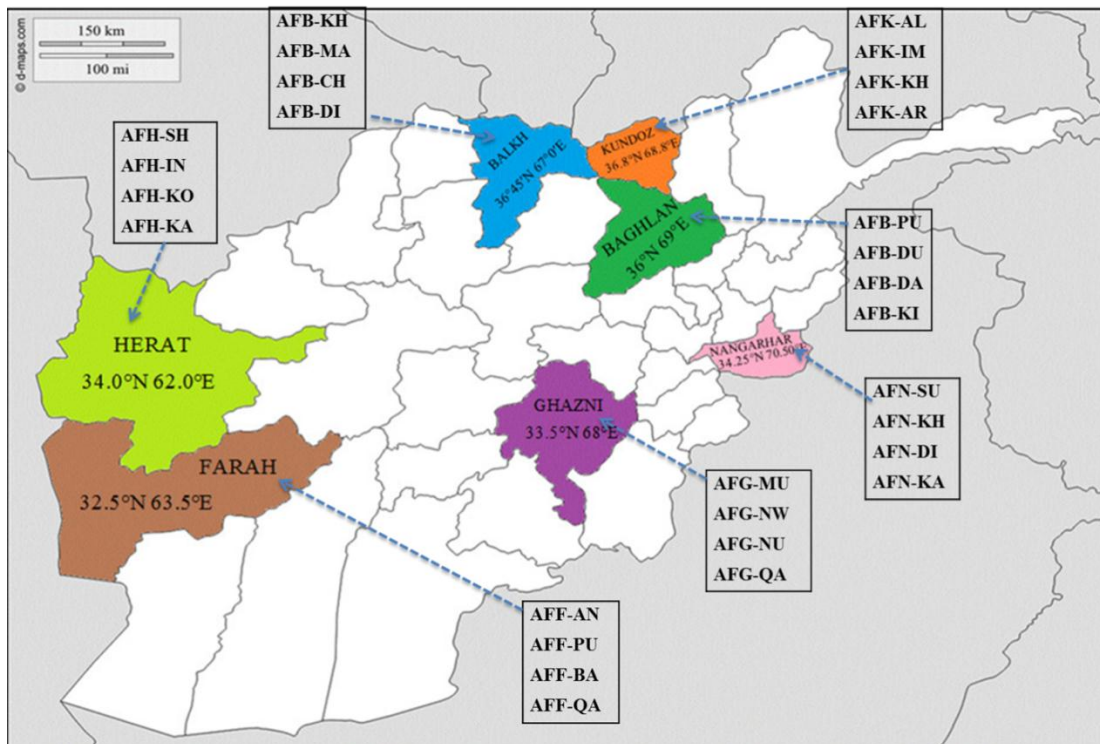 © d-maps.com
150 km
100 mi
AFB-KH
AFB-MA
AFB-CH
AFB-DI
AFK-AL
AFK-IM
AFK-KH
AFK-AR
AFH-SH
AFH-IN
AFH-KO
AFH-KA
BALKH
36°45'N 67°0'E
KUNDOZ
36.8°N 68.8°E
BAGHLAN
36°N 69°E
AFB-PU
AFB-DU
AFB-DA
AFB-KI
HERAT
34.0°N 62.0°E
NANGARHAR
34.25°N 70.50°E
GHAZNI
33.5°N 68°E
AFN-SU
AFN-KH
AFN-DI
AFN-KA
FARAH
32.5°N 63.5°E
AFG-MU
AFG-NW
AFG-NU
AFG-QA
AFF-AN
AFF-PU
AFF-BA
AFF-QA